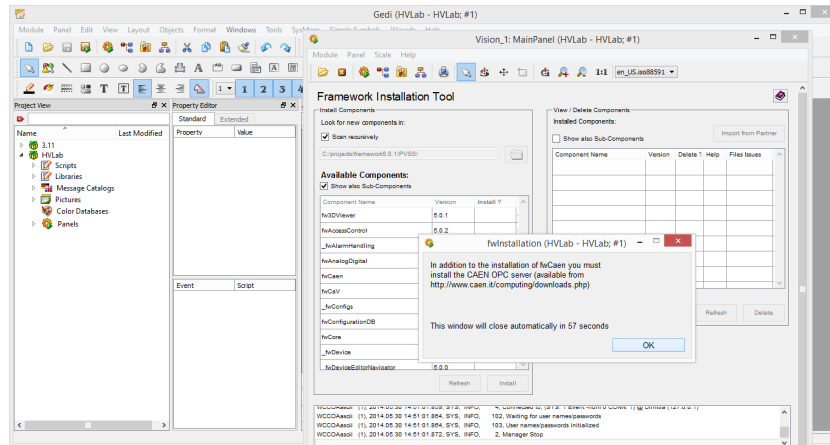 Gedi (HVLab - HVLab; #1)
Module Panel Edit View Layout Objects Format Windows Tools
Project View
Name Last Modified
3.11
HVLab
Scripts
Libraries
Message Catalogs
Pictures
Color Databases
Panels
Property Editor
Standard Extended
Property Value
Event Script
Vision_1: MainPanel (HVLab - HVLab; #1)
Module Panel Scale Help
1:1 en_US.iso88591
Framework Installation Tool
Install Components
Look for new components in:
Scan recursively
C:/projects/framework5.0.1/PVSS/
Available Components:
Show also Sub-Components
Component Name Version Install ?
fw3DViewer 5.0.1
fwAccessControl 5.0.2
_fwAlarmHandling
fwAnalogDigital
fwCaen
fwCaV
_fwConfigs
fwConfigurationDB
fwCore
_fwDevice
_fwDeviceEditorNavigator 5.0.0
Refresh Install
View / Delete Components
Installed Components:
Show also Sub-Components
Import from Partner
Component Name Version Delete ? Help Files Issues
Refresh Delete
fwInstallation (HVLab - HVLab; #1)
In addition to the installation of fwCaen you must
install the CAEN OPC server (available from
http://www.caen.it/computing/downloads.php)
This window will close automatically in 57 seconds
OK
WCCOAascii (1), 2014.05.30 14:51:01.864, SYS, INFO, 102, Waiting for user names/passwords
WCCOAascii (1), 2014.05.30 14:51:01.864, SYS, INFO, 103, User names/passwords initialized
WCCOAascii (1), 2014.05.30 14:51:01.872, SYS, INFO, 2, Manager Stop